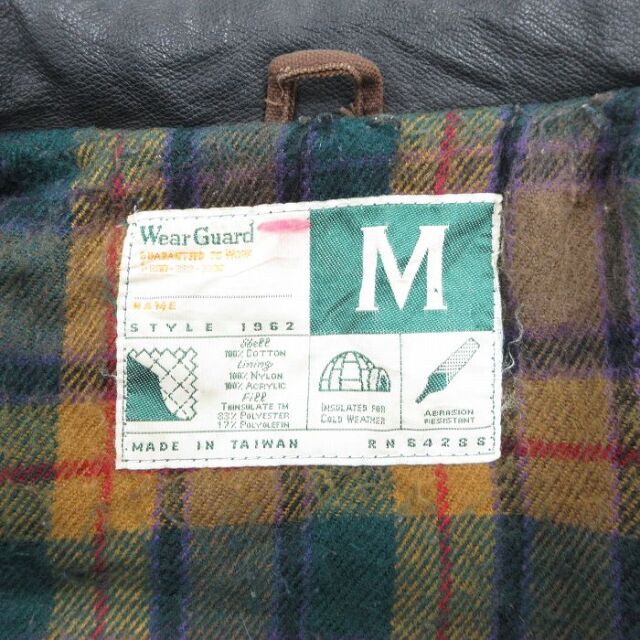 WearGuard
GUARANTEED TO WORK
M
NAME
STYLE 1962
Shell
100% COTTON
Lining
100% NYLON
100% ACRYLIC
Fill
THINSULATE TM
83% POLYESTER
17% POLYOLEFIN
INSULATED FOR
COLD WEATHER
ABRASION
RESISTANT
MADE IN TAIWAN
RN 64288